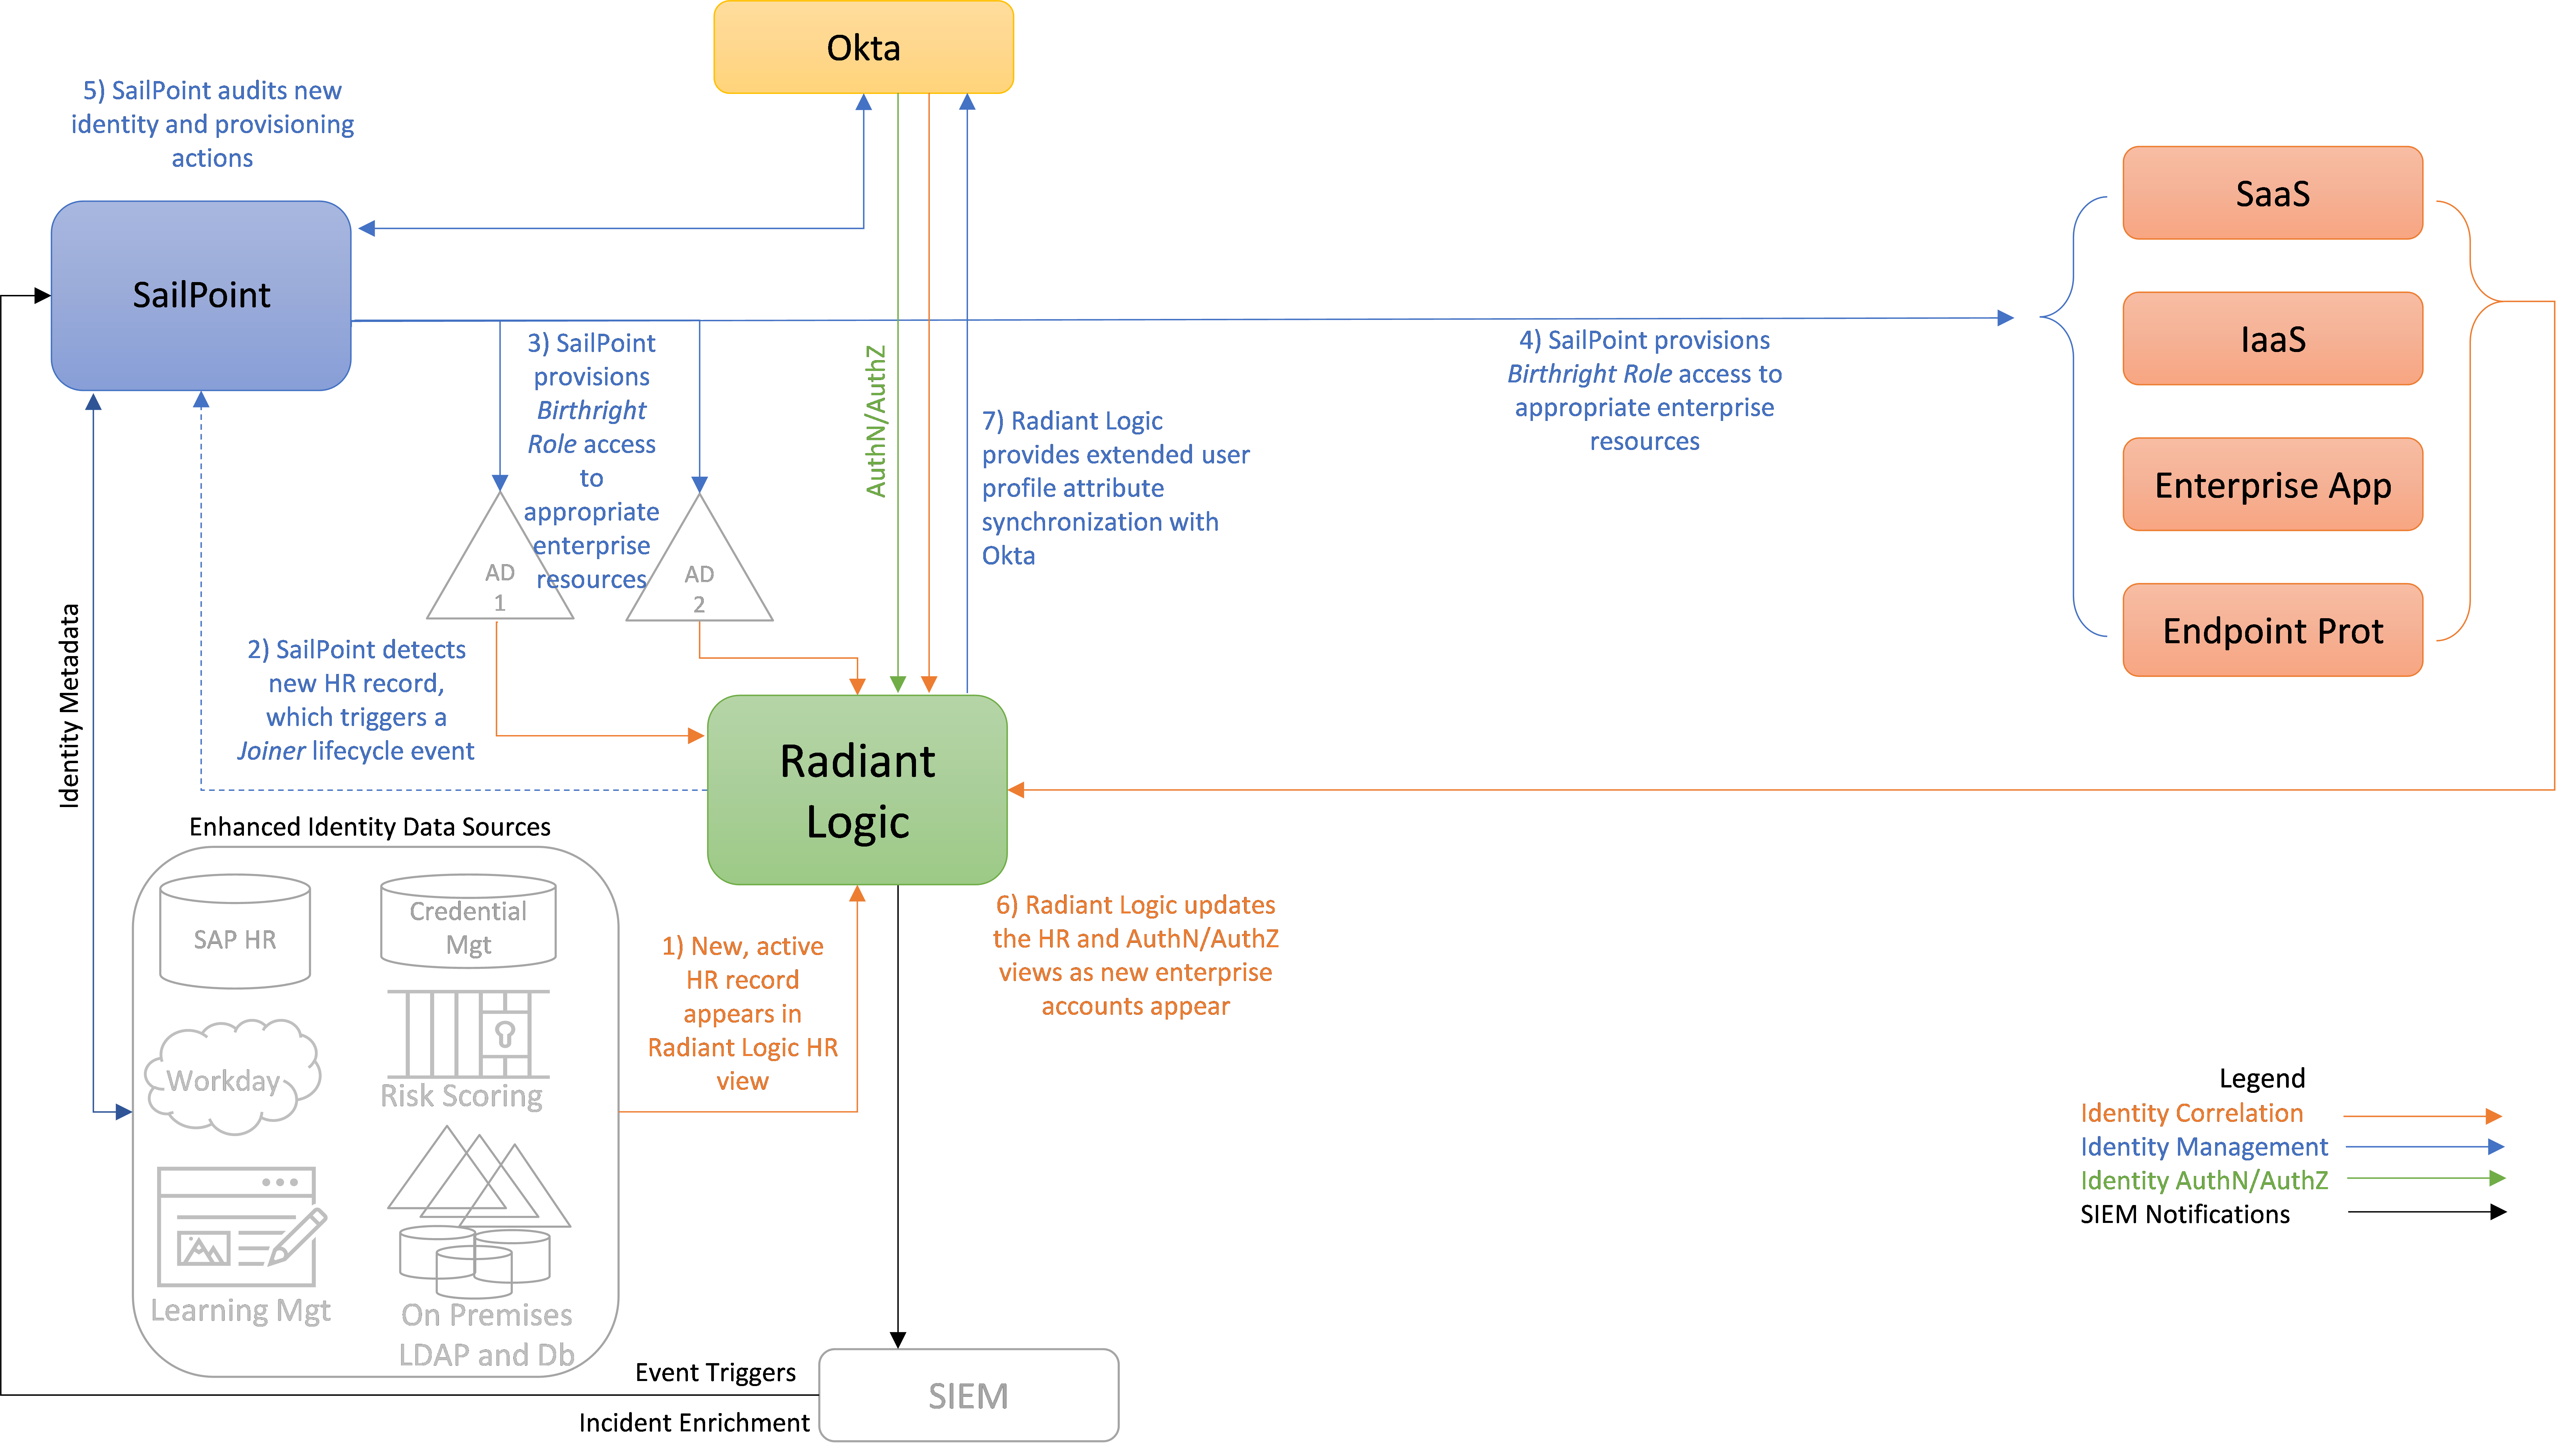 Okta
5) SailPoint audits new
identity and provisioning
actions
SailPoint
SaaS
IaaS
Enterprise App
Endpoint Prot
3) SailPoint
provisions
Birthright
Role access
to
appropriate
enterprise
resources
AuthN/AuthZ
4) SailPoint provisions
Birthright Role access to
appropriate enterprise
resources
7) Radiant Logic
provides extended user
profile attribute
synchronization with
Okta
AD
1
AD
2
Identity Metadata
2) SailPoint detects
new HR record,
which triggers a
Joiner lifecycle event
Radiant
Logic
Enhanced Identity Data Sources
SAP HR
Credential
Mgt
Workday
Risk Scoring
Learning Mgt
On Premises
LDAP and Db
1) New, active
HR record
appears in
Radiant Logic HR
view
6) Radiant Logic updates
the HR and AuthN/AuthZ
views as new enterprise
accounts appear
Legend
Identity Correlation
Identity Management
Identity AuthN/AuthZ
SIEM Notifications
Event Triggers
Incident Enrichment
SIEM